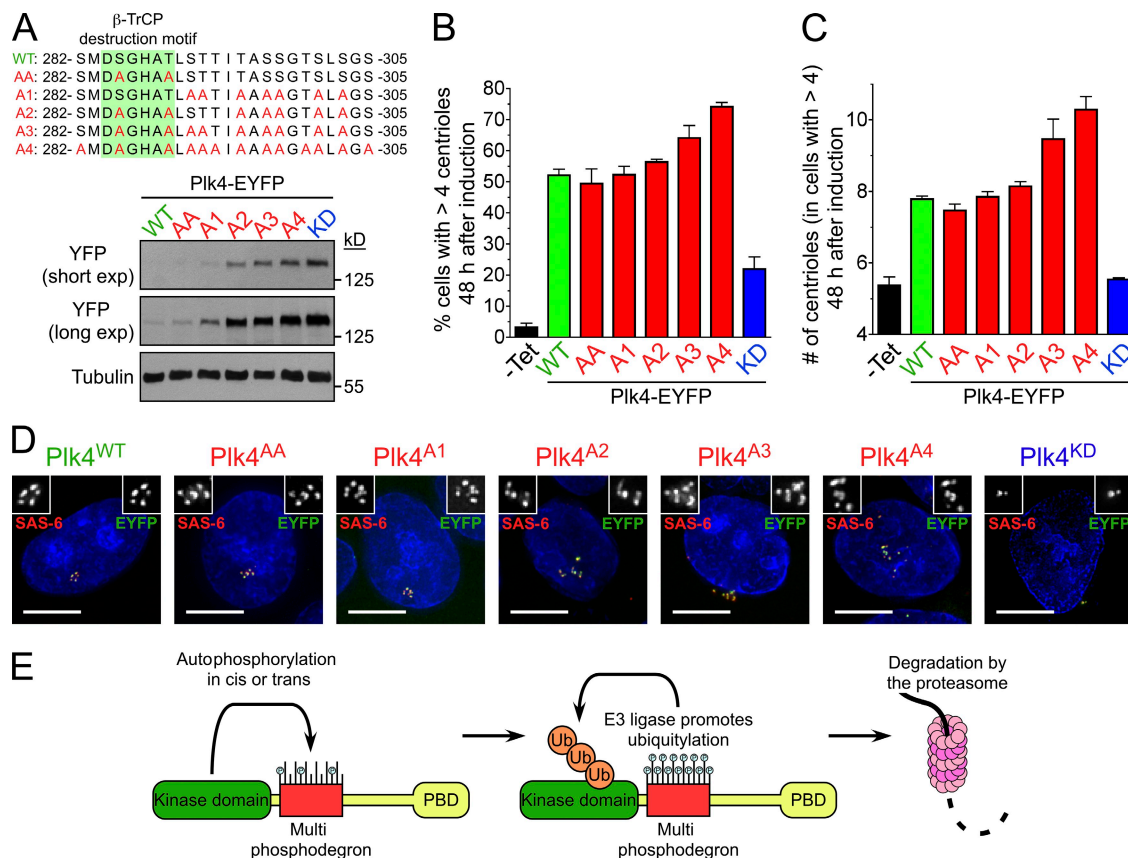 A
β-TrCP
destruction motif
WT: 282- S M D S G H A T L S T T I T A S S G T S L S G S -305
AA: 282- S M D A G H A A L S T T I T A S S G T S L S G S -305
A1: 282- S M D S G H A T L A A T I A A A A G T A L A G S -305
A2: 282- S M D A G H A A L S T T I A A A A G T A L A G S -305
A3: 282- S M D A G H A A L A A T I A A A A G T A L A G S -305
A4: 282- A M D A G H A A L A A A I A A A A G A A L A G A -305
Plk4-EYFP
WT AA A1 A2 A3 A4 KD
kD
YFP
(short exp)
-125
YFP
(long exp)
-125
Tubulin
-55
B
% cells with > 4 centrioles
48 h after induction
80
70
60
50
40
30
20
10
0
-Tet WT AA A1 A2 A3 A4 KD
Plk4-EYFP
C
# of centrioles (in cells with > 4)
48 h after induction
10
8
6
4
-Tet WT AA A1 A2 A3 A4 KD
Plk4-EYFP
D
Plk4WT Plk4AA Plk4A1 Plk4A2 Plk4A3 Plk4A4 Plk4KD
SAS-6 EYFP SAS-6 EYFP SAS-6 EYFP SAS-6 EYFP SAS-6 EYFP SAS-6 EYFP SAS-6 EYFP
E
Autophosphorylation
in cis or trans
P P P
Kinase domain
PBD
Multi
phosphodegron
E3 ligase promotes
ubiquitylation
Ub
Ub
Ub
P P P P P P P P P P P P P
Kinase domain
PBD
Multi
phosphodegron
Degradation by
the proteasome